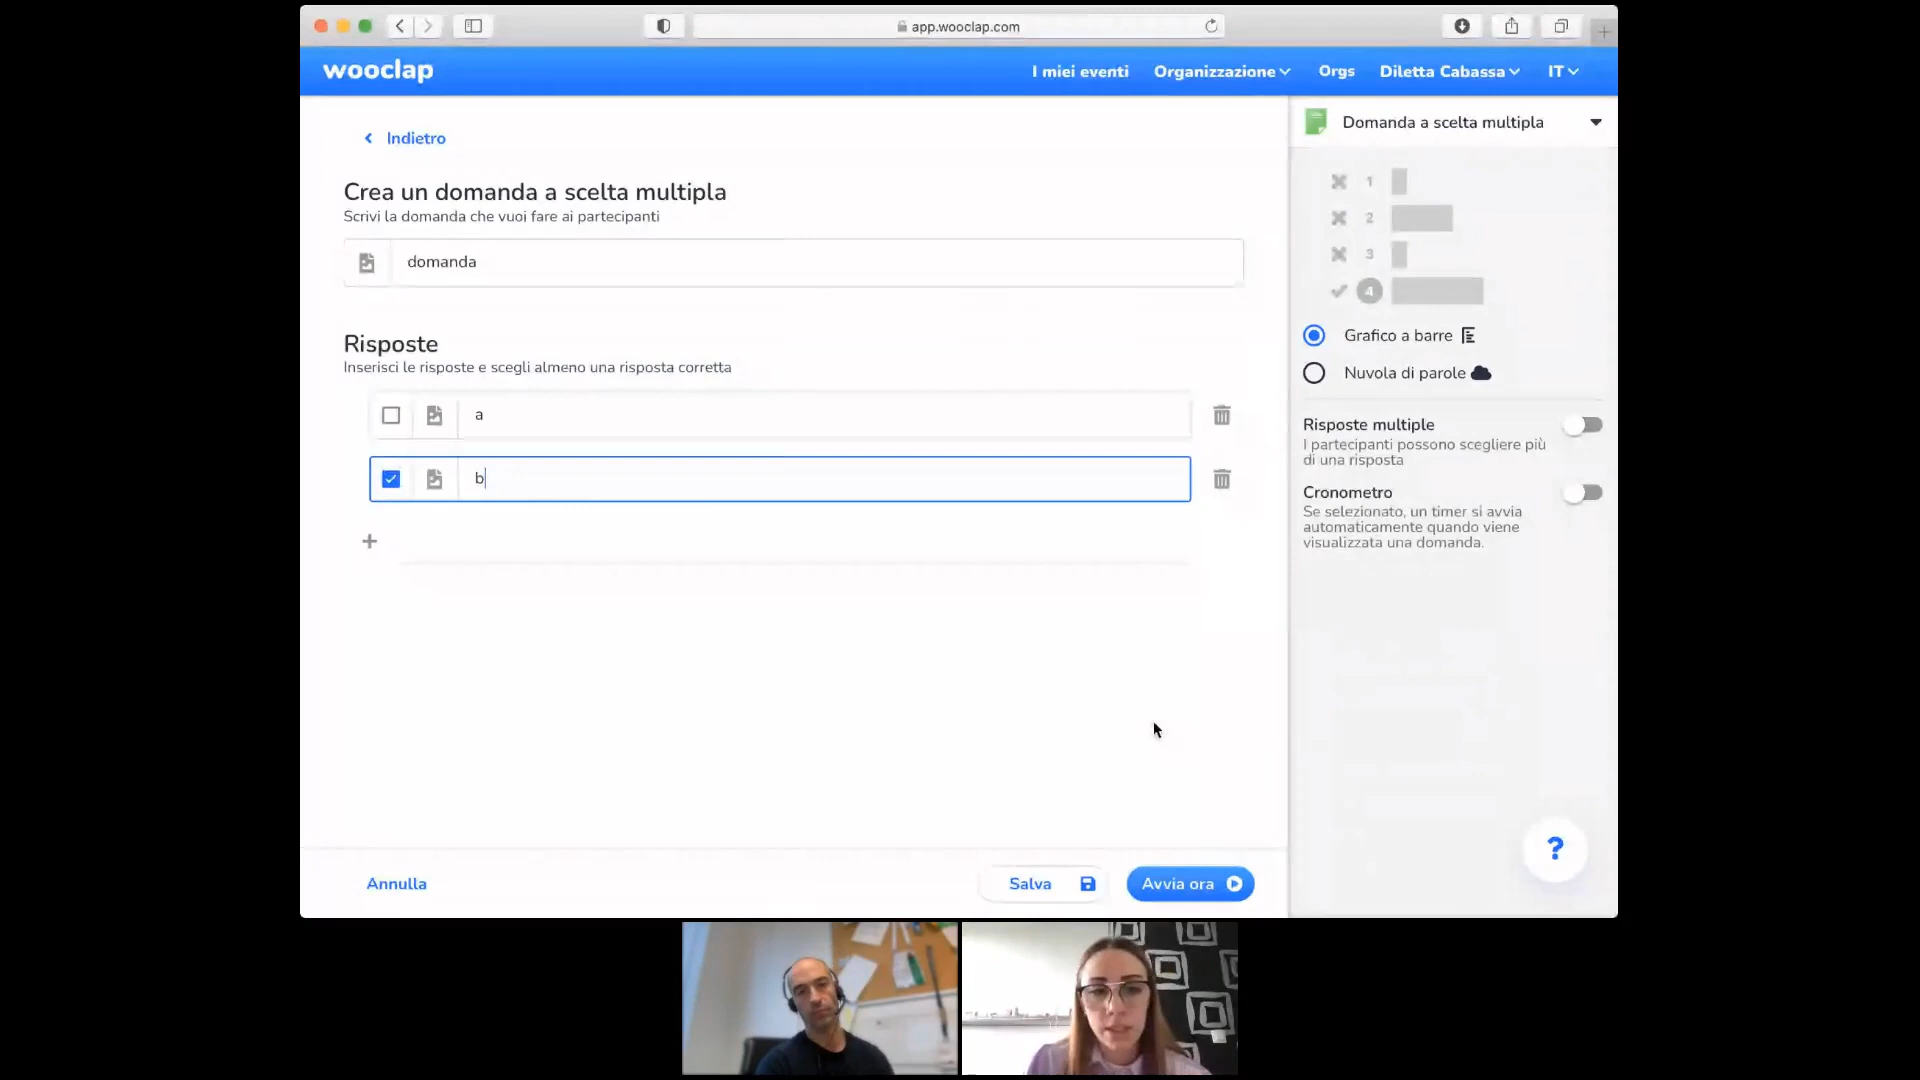 app.wooclap.com
wooclap
I miei eventi
Organizzazione
Orgs
Diletta Cabassa
IT
Indietro
Crea un domanda a scelta multipla
Scrivi la domanda che vuoi fare ai partecipanti
domanda
Risposte
Inserisci le risposte e scegli almeno una risposta corretta
a
b
+
Annulla
Salva
Avvia ora
Domanda a scelta multipla
1
2
3
4
Grafico a barre
Nuvola di parole
Risposte multiple
I partecipanti possono scegliere più
di una risposta
Cronometro
Se selezionato, un timer si avvia
automaticamente quando viene
visualizzata una domanda.
?